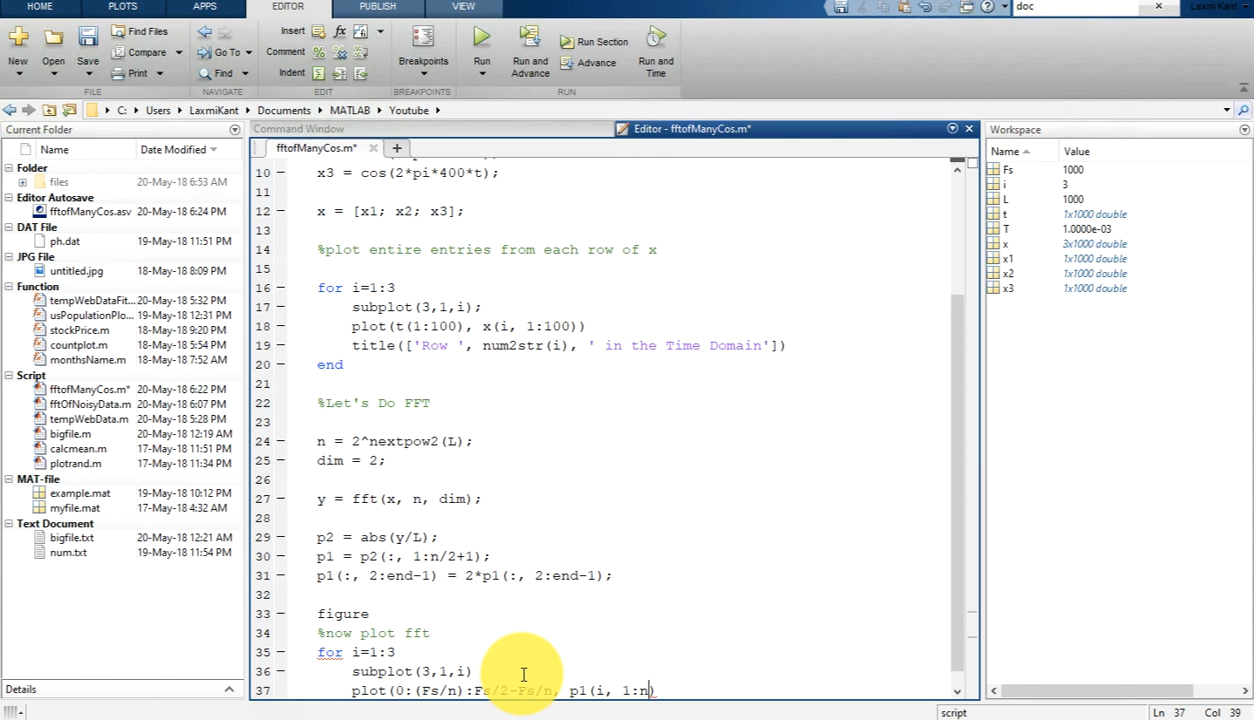 HOME PLOTS APPS EDITOR PUBLISH VIEW doc Laxmi Kant
New Open Save Find Files Compare Print Go To Find Insert fx Comment Indent Breakpoints Run Run and Advance Run Section Advance Run and Time
FILE NAVIGATE EDIT BREAKPOINTS RUN
C: Users LaxmiKant Documents MATLAB Youtube
Current Folder
Name Date Modified
Folder
files 20-May-18 6:53 AM
Editor Autosave
fftofManyCos.asv 20-May-18 6:24 PM
DAT File
ph.dat 19-May-18 11:51 PM
JPG File
untitled.jpg 18-May-18 8:09 PM
Function
tempWebDataFit... 20-May-18 5:32 PM
usPopulationPlo... 19-May-18 12:31 PM
stockPrice.m 18-May-18 9:20 PM
countplot.m 18-May-18 5:54 PM
monthsName.m 18-May-18 7:52 AM
Script
fftofManyCos.m* 20-May-18 6:22 PM
fftOfNoisyData.m 20-May-18 6:07 PM
tempWebData.m 20-May-18 5:28 PM
bigfile.m 20-May-18 12:19 AM
calcmean.m 17-May-18 11:51 PM
plotrand.m 17-May-18 11:34 PM
MAT-file
example.mat 19-May-18 10:12 PM
myfile.mat 17-May-18 4:32 AM
Text Document
bigfile.txt 20-May-18 12:21 AM
num.txt 19-May-18 11:54 PM
Details
Command Window
Editor - fftofManyCos.m*
fftofManyCos.m*
10 x3 = cos(2*pi*400*t);
11
12 x = [x1; x2; x3];
13
14 %plot entire entries from each row of x
15
16 for i=1:3
17 subplot(3,1,i);
18 plot(t(1:100), x(i, 1:100))
19 title(['Row ', num2str(i), ' in the Time Domain'])
20 end
21
22 %Let's Do FFT
23
24 n = 2^nextpow2(L);
25 dim = 2;
26
27 y = fft(x, n, dim);
28
29 p2 = abs(y/L);
30 p1 = p2(:, 1:n/2+1);
31 p1(:, 2:end-1) = 2*p1(:, 2:end-1);
32
33 figure
34 %now plot fft
35 for i=1:3
36 subplot(3,1,i)
37 plot(0:(Fs/n):Fs/2-Fs/n, p1(i, 1:n)
Workspace
Name Value
Fs 1000
i 3
L 1000
t 1x1000 double
T 1.0000e-03
x 3x1000 double
x1 1x1000 double
x2 1x1000 double
x3 1x1000 double
script Ln 37 Col 39